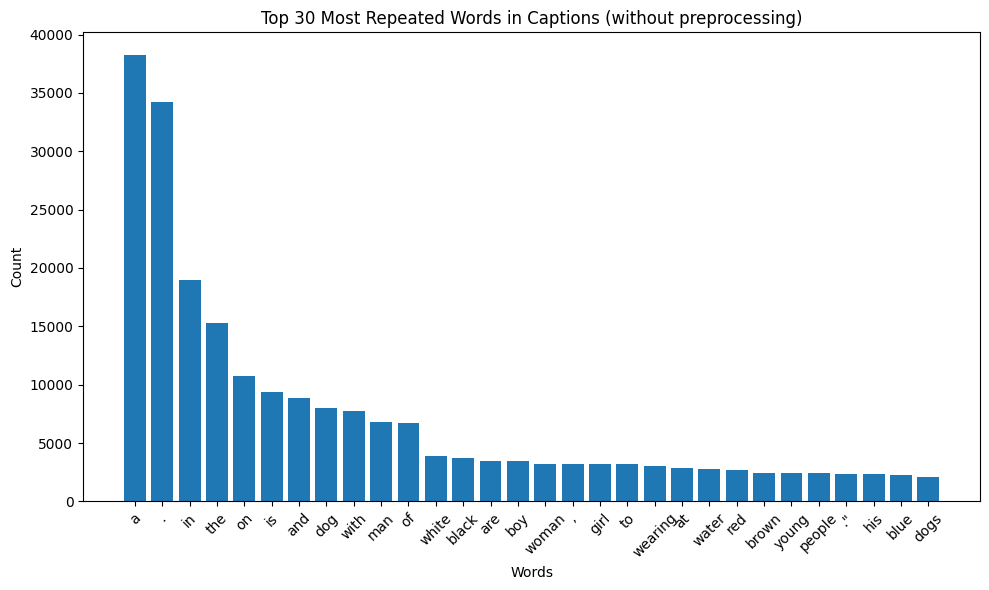 Top 30 Most Repeated Words in Captions (without preprocessing)
Count
40000
35000
30000
25000
20000
15000
10000
5000
0
a . in the on is and dog with man of white black are boy woman , girl to wearing at water red brown young people ." his blue dogs
Words